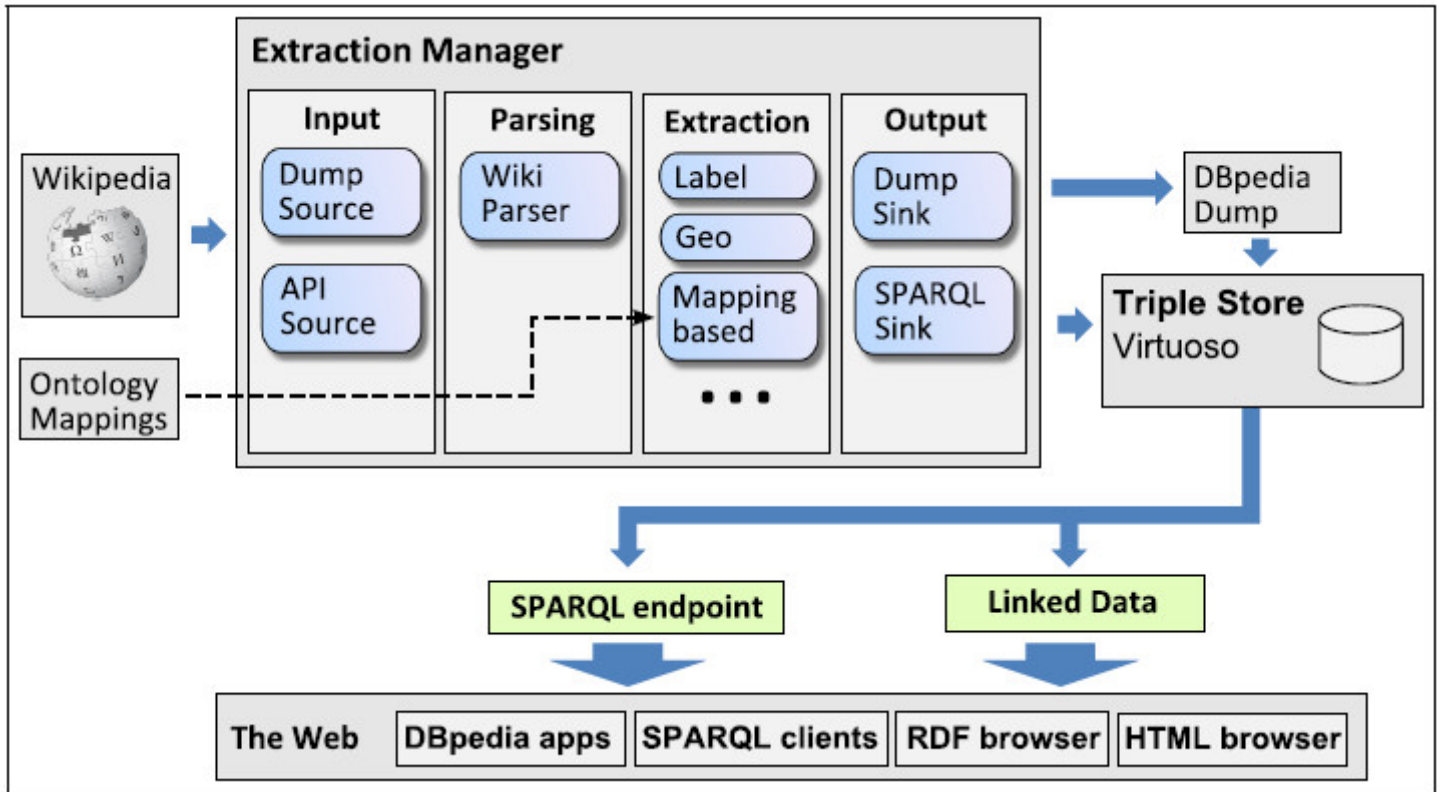 Extraction Manager
Input
Dump
Source
API
Source
Parsing
Wiki
Parser
Extraction
Label
Geo
Mapping
based
...
Output
Dump
Sink
SPARQL
Sink
Wikipedia
Ontology
Mappings
DBpedia
Dump
Triple Store
Virtuoso
SPARQL endpoint
Linked Data
The Web
DBpedia apps
SPARQL clients
RDF browser
HTML browser